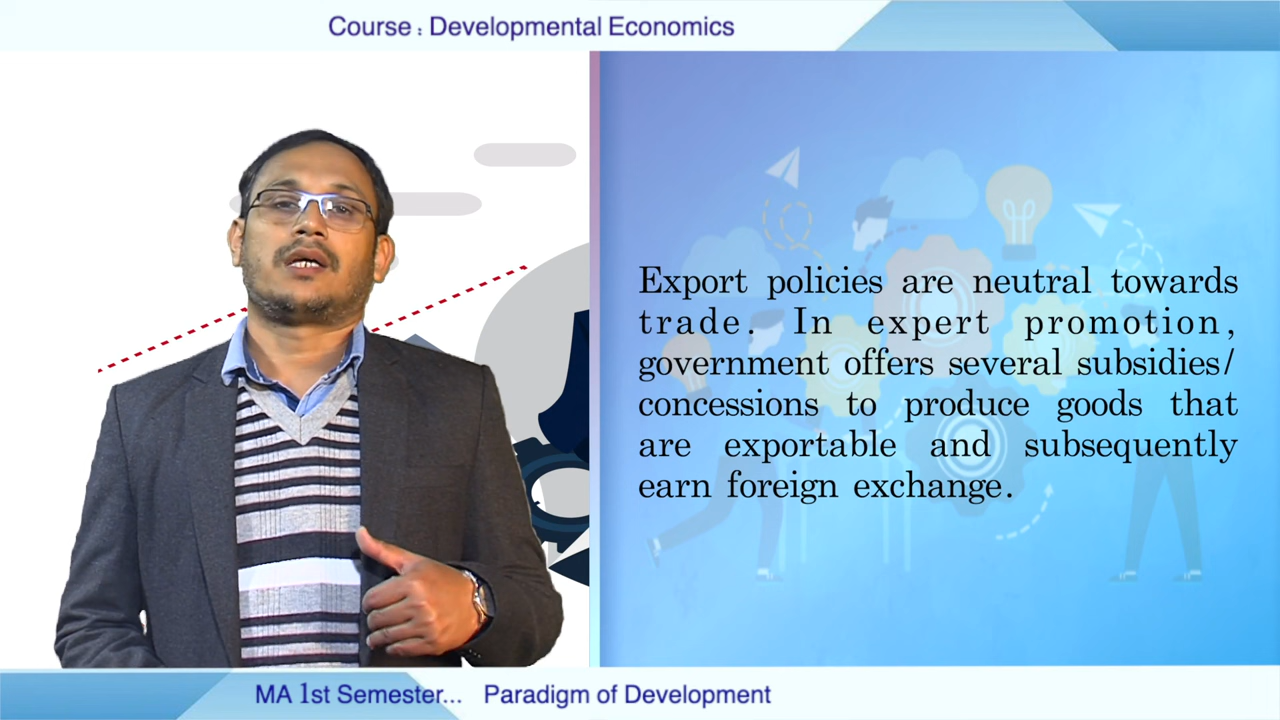 Course : Developmental Economics
Export policies are neutral towards
trade. In expert promotion,
government offers several subsidies/
concessions to produce goods that
are exportable and subsequently
earn foreign exchange.
MA 1st Semester... Paradigm of Development